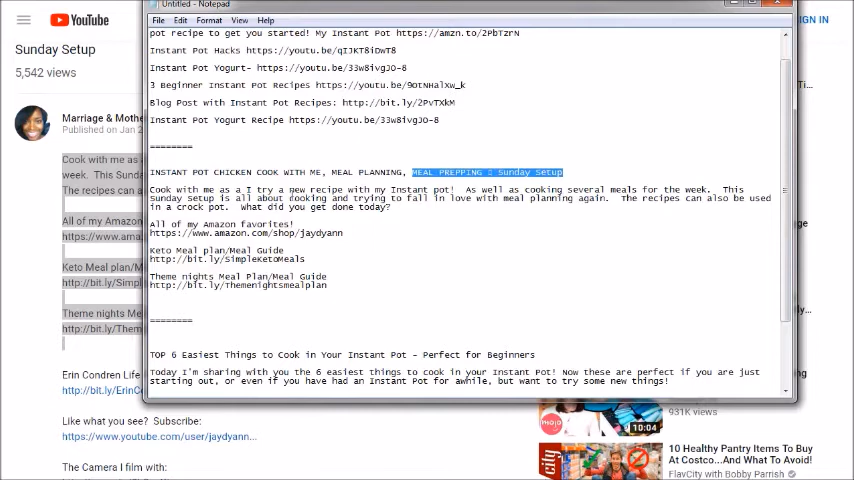 Untitled - Notepad
File Edit Format View Help
YouTube
SIGN IN
Sunday Setup
5,542 views
Marriage & Mothe
Published on Jan 2
Cook with me as
week. This Sund
The recipes can a
All of my Amazon
https://www.ama
Keto Meal plan/M
http://bit.ly/Simpl
Theme nights Me
http://bit.ly/Them
Erin Condren Life
http://bit.ly/ErinCo
Like what you see? Subscribe:
https://www.youtube.com/user/jaydyann...
The Camera I film with:
pot recipe to get you started! My Instant Pot https://amzn.to/2PbTzrN
Instant Pot Hacks https://youtu.be/qIJKT8iDwT8
Instant Pot Yogurt- https://youtu.be/33w8ivgJO-8
3 Beginner Instant Pot Recipes https://youtu.be/9OtNHalXw_k
Blog Post with Instant Pot Recipes: http://bit.ly/2PvTXkM
Instant Pot Yogurt Recipe https://youtu.be/33w8ivgJO-8
========
INSTANT POT CHICKEN COOK WITH ME, MEAL PLANNING, MEAL PREPPING Sunday Setup
Cook with me as a I try a new recipe with my Instant pot! As well as cooking several meals for the week. This
Sunday setup is all about cooking and trying to fall in love with meal planning again. The recipes can also be used
in a crock pot. What did you get done today?
All of my Amazon favorites!
https://www.amazon.com/shop/jaydyann
Keto Meal plan/Meal Guide
http://bit.ly/SimpleKetoMeals
Theme nights Meal Plan/Meal Guide
http://bit.ly/Themenightsmealplan
========
TOP 6 Easiest Things to Cook in Your Instant Pot - Perfect for Beginners
Today I'm sharing with you the 6 easiest things to cook in your Instant Pot! Now these are perfect if you are just
starting out, or even if you have had an Instant Pot for awhile, but want to try some new things!
931K views
10:04
10 Healthy Pantry Items To Buy
At Costco...And What To Avoid!
FlavCity with Bobby Parrish